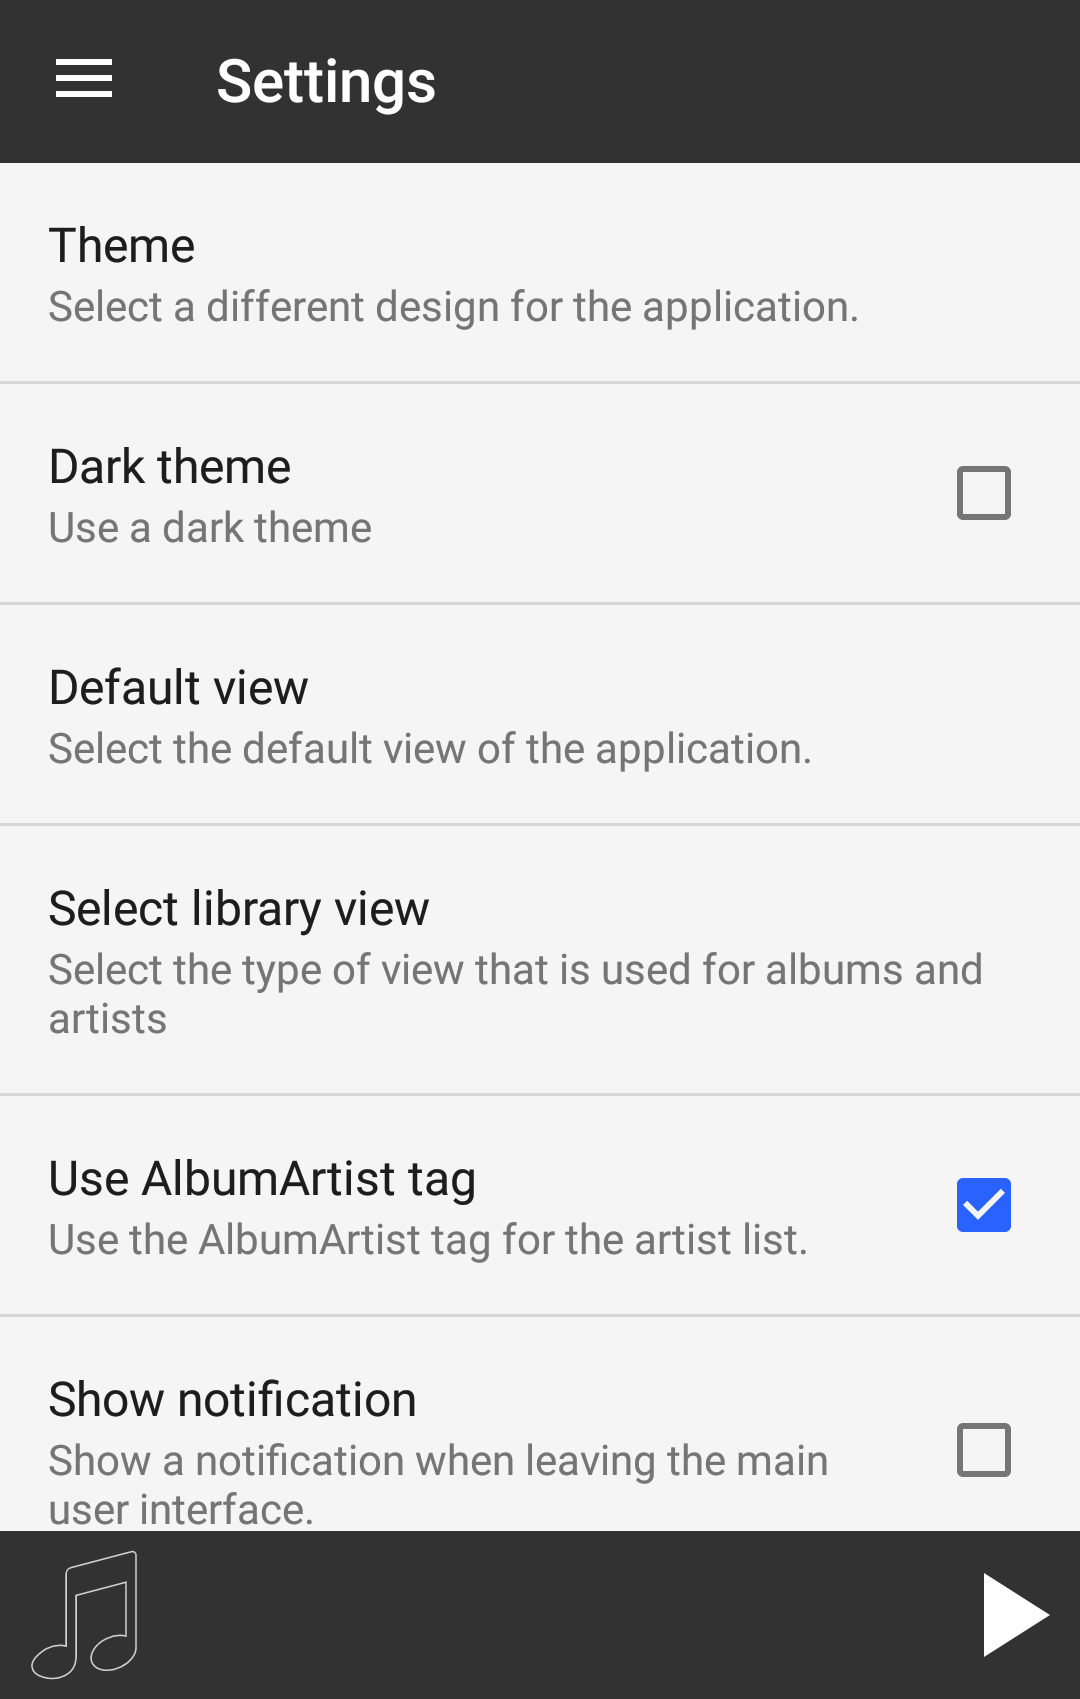 Settings
Theme
Select a different design for the application.
Dark theme
Use a dark theme
Default view
Select the default view of the application.
Select library view
Select the type of view that is used for albums and
artists
Use AlbumArtist tag
Use the AlbumArtist tag for the artist list.
Show notification
Show a notification when leaving the main
user interface.